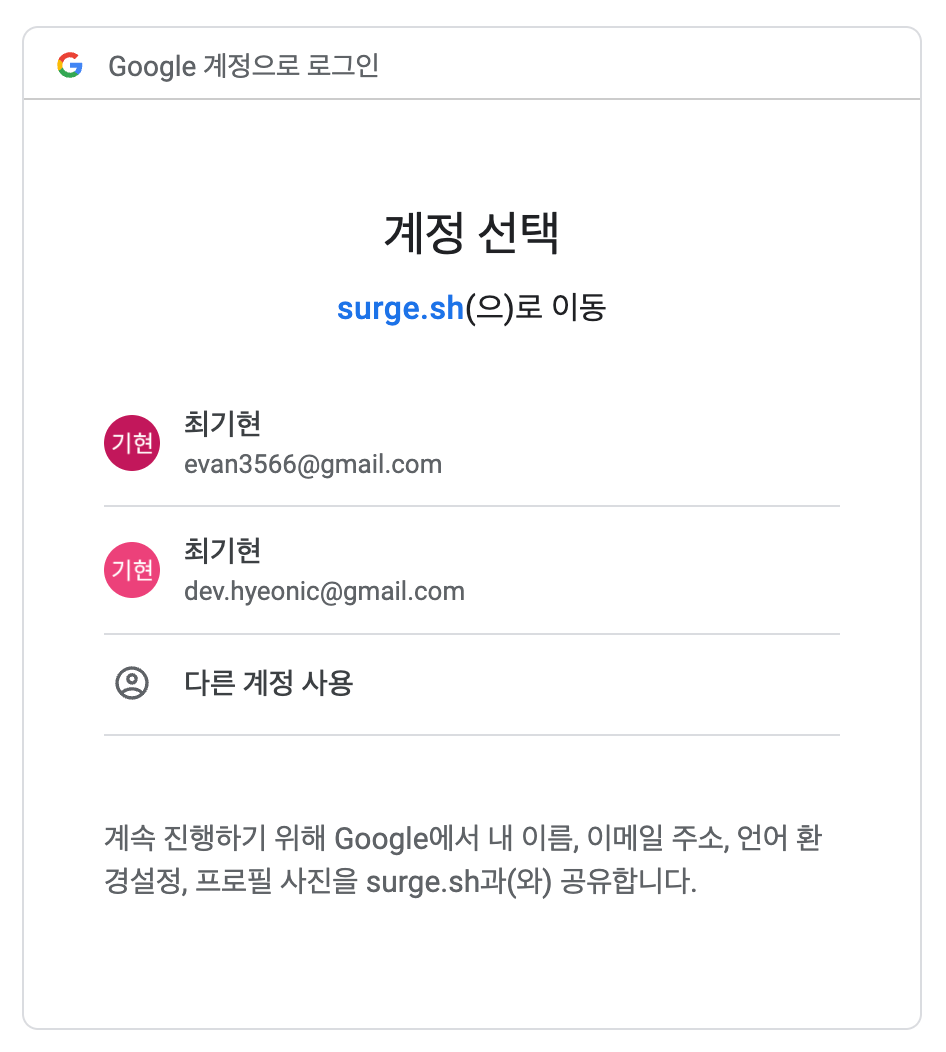 Google 계정으로 로그인
계정 선택
surge.sh(으)로 이동
기현
최기현
evan3566@gmail.com
기현
최기현
dev.hyeonic@gmail.com
다른 계정 사용
계속 진행하기 위해 Google에서 내 이름, 이메일 주소, 언어 환
경설정, 프로필 사진을 surge.sh과(와) 공유합니다.